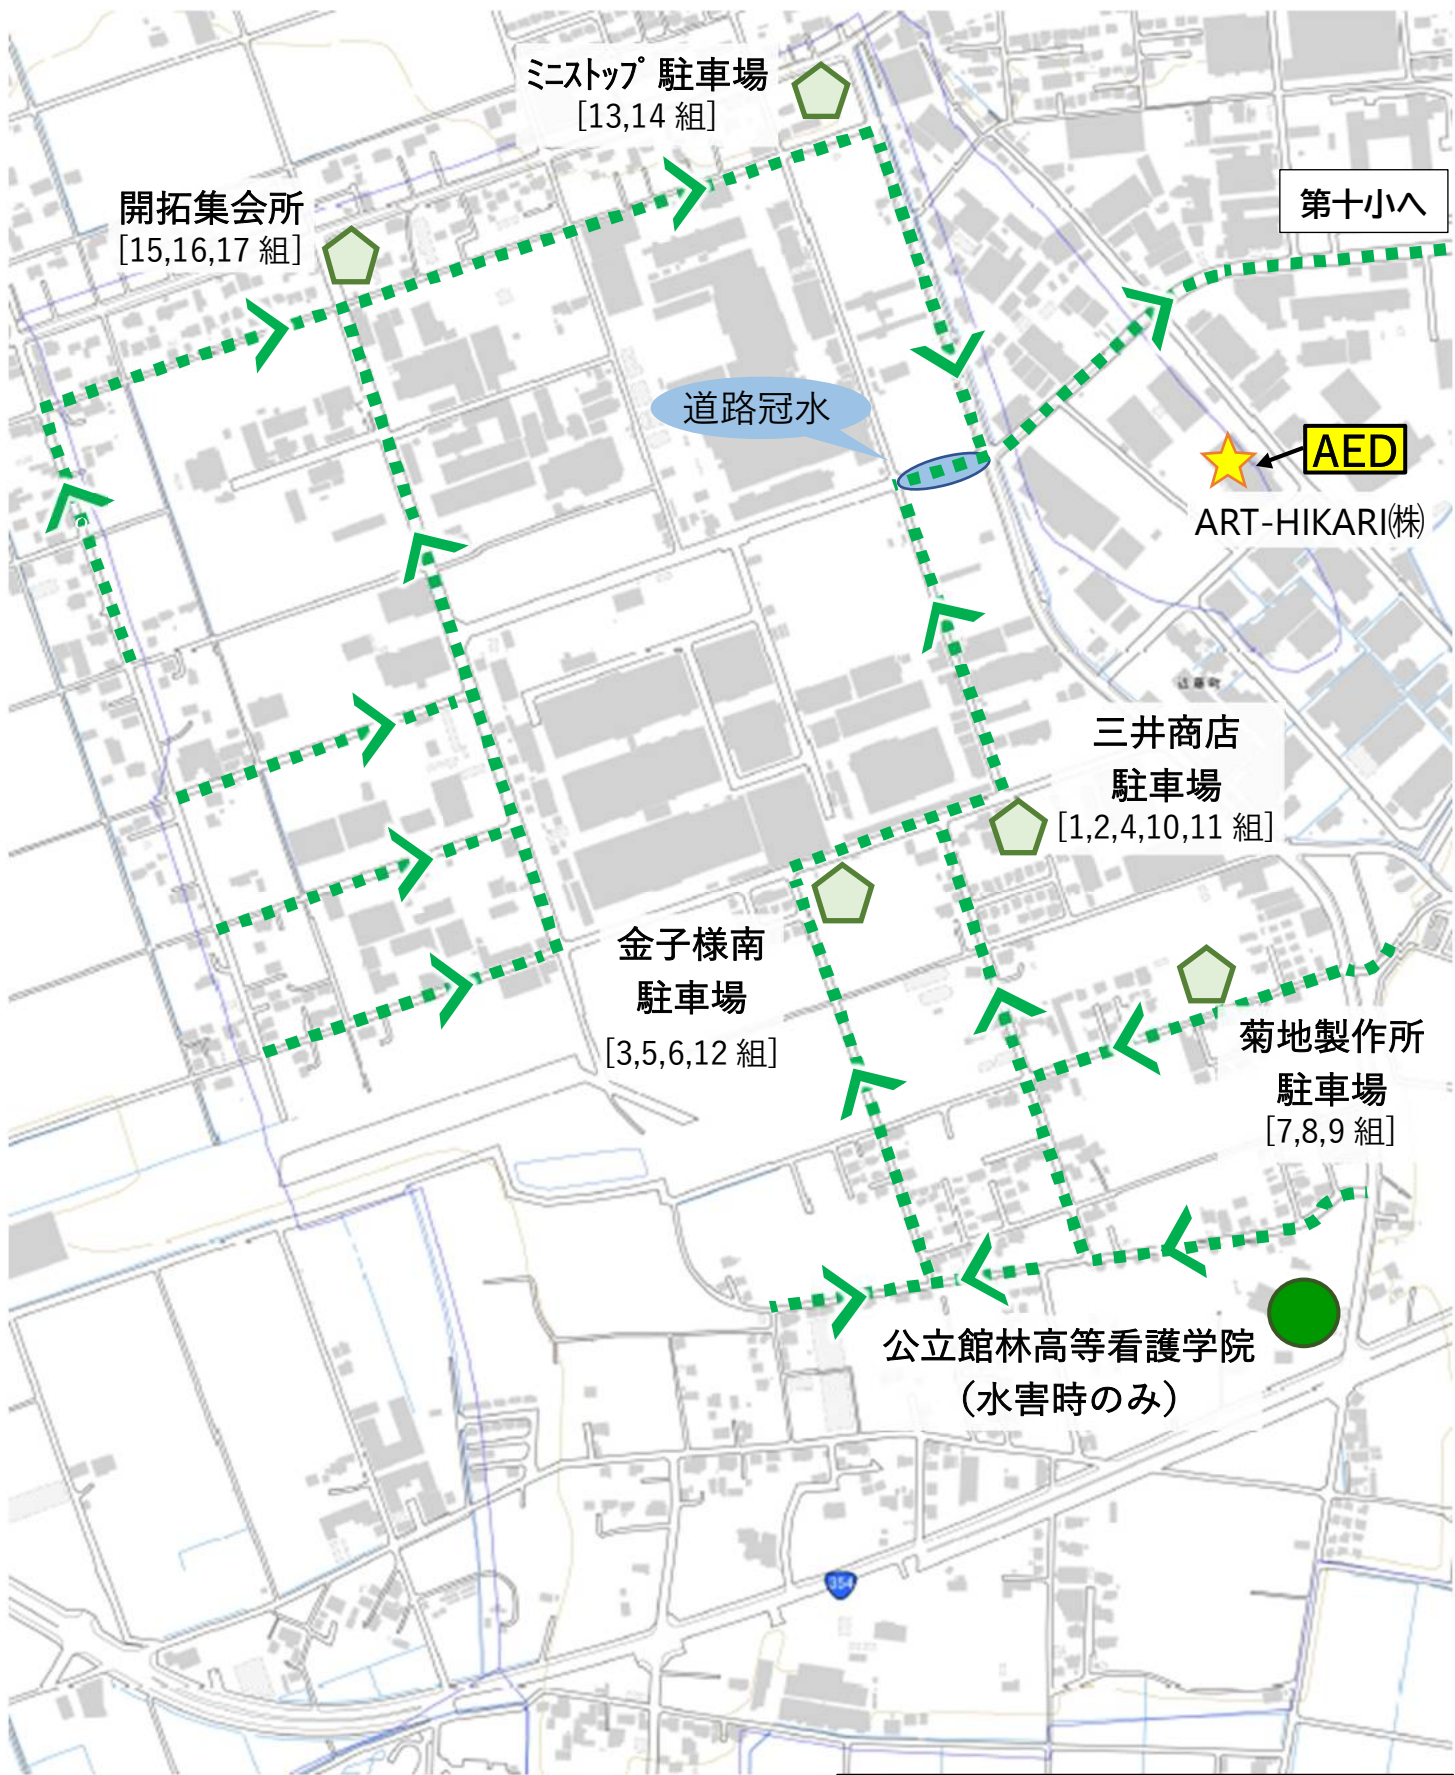 ミニストップ 駐車場
[13,14 組]
開拓集会所
[15,16,17 組]
第十小へ
道路冠水
AED
ART-HIKARI㈱
近藤町
三井商店
駐車場
[1,2,4,10,11 組]
金子様南
駐車場
[3,5,6,12 組]
菊地製作所
駐車場
[7,8,9 組]
公立館林高等看護学院
（水害時のみ）
354